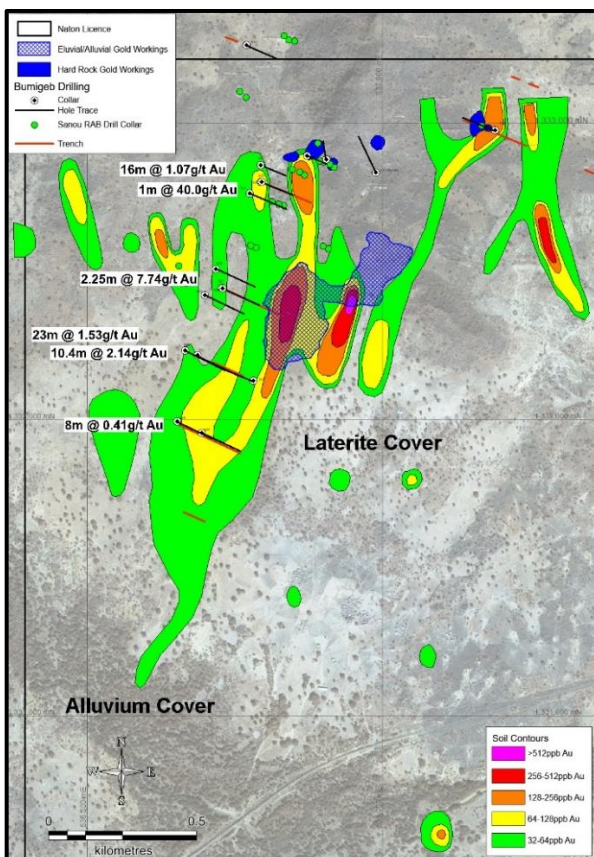 Naton Licence
Eluvial/Alluvial Gold Workings
Hard Rock Gold Workings
Bumigeb Drilling
Collar
Hole Trace
Sanou RAB Drill Collar
Trench
16m @ 1.07g/t Au
1m @ 40.0g/t Au
2.25m @ 7.74g/t Au
23m @ 1.53g/t Au
10.4m @ 2.14g/t Au
8m @ 0.41g/t Au
Laterite Cover
Alluvium Cover
N
W
E
S
0
0.5
kilometres
Soil Contours
>512ppb Au
256-512ppb Au
128-256ppb Au
64-128ppb Au
32-64ppb Au